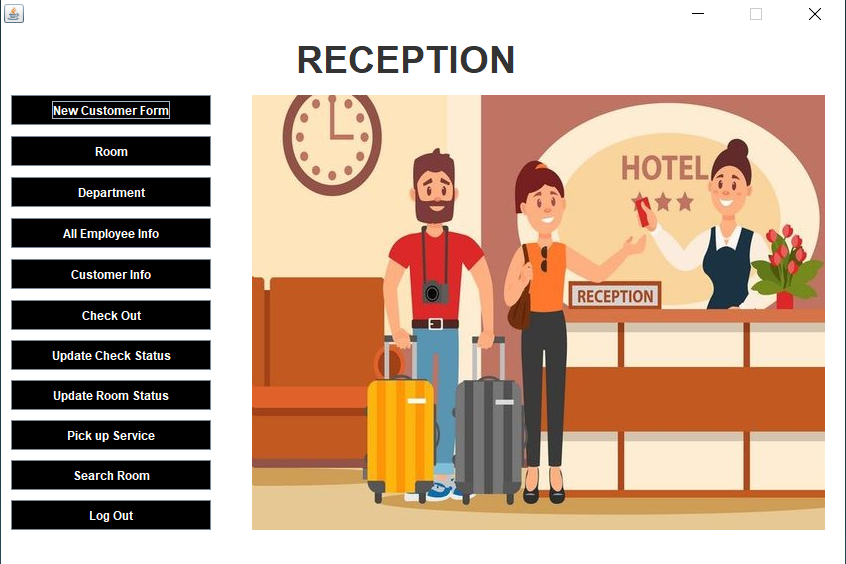 RECEPTION
New Customer Form
Room
Department
All Employee Info
Customer Info
Check Out
Update Check Status
Update Room Status
Pick up Service
Search Room
Log Out
HOTEL
RECEPTION